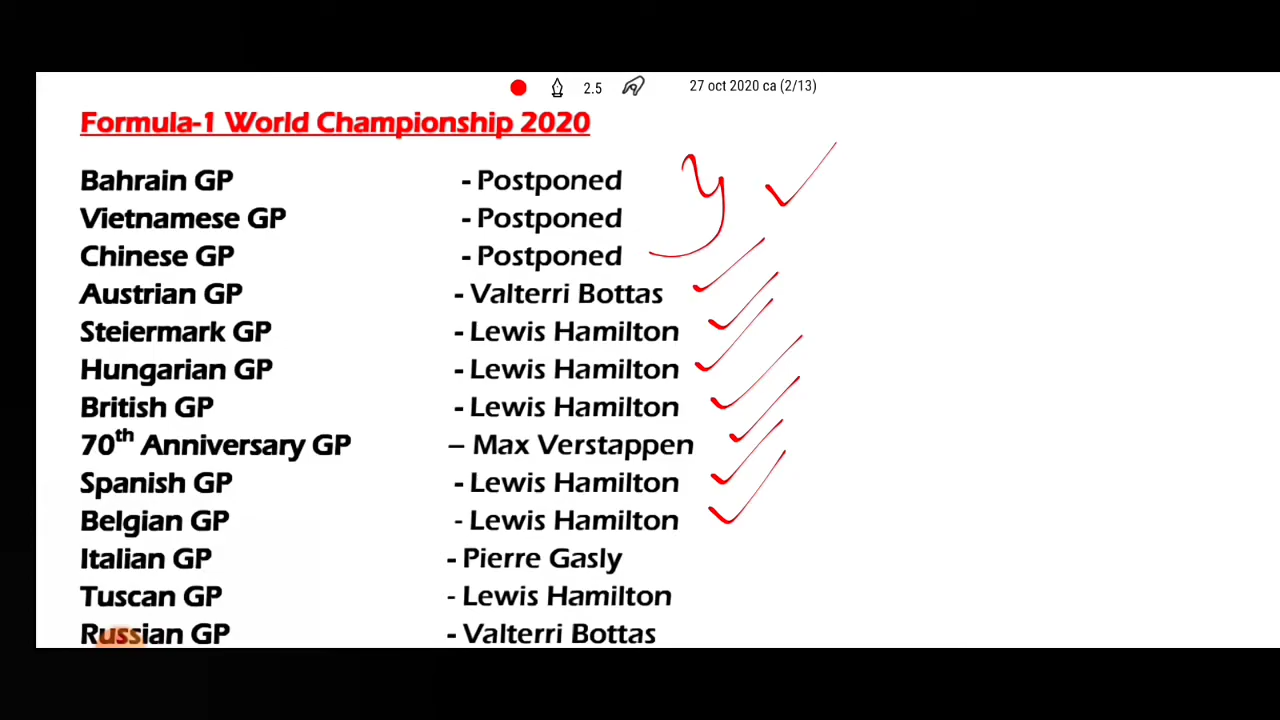 2.5 27 oct 2020 ca (2/13)
Formula-1 World Championship 2020
Bahrain GP - Postponed
Vietnamese GP - Postponed
Chinese GP - Postponed
Austrian GP - Valterri Bottas
Steiermark GP - Lewis Hamilton
Hungarian GP - Lewis Hamilton
British GP - Lewis Hamilton
70th Anniversary GP – Max Verstappen
Spanish GP - Lewis Hamilton
Belgian GP - Lewis Hamilton
Italian GP - Pierre Gasly
Tuscan GP - Lewis Hamilton
Russian GP - Valterri Bottas